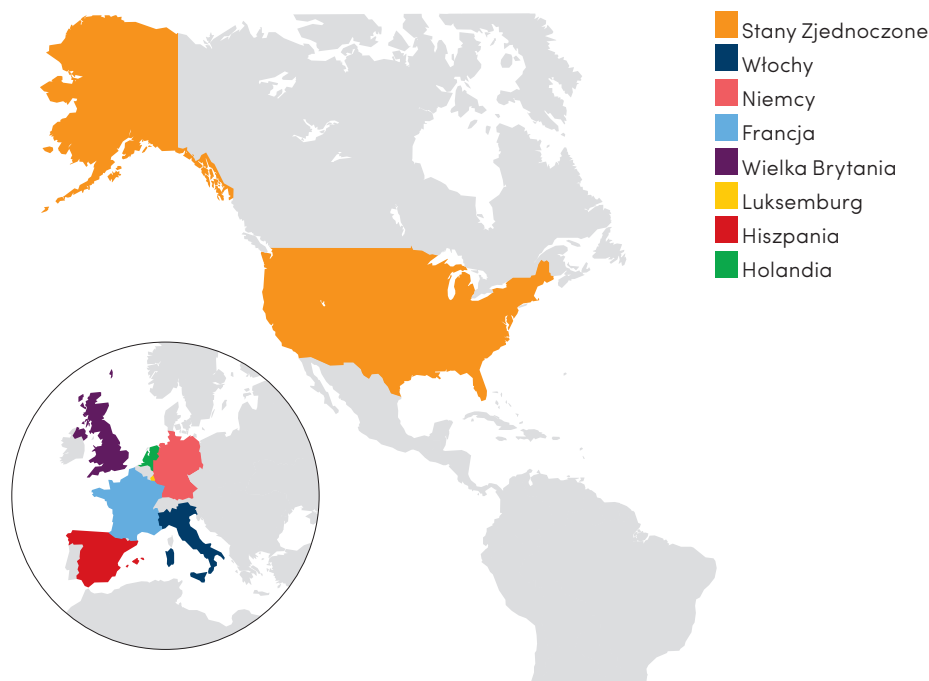 Stany Zjednoczone
Włochy
Niemcy
Francja
Wielka Brytania
Luksemburg
Hiszpania
Holandia